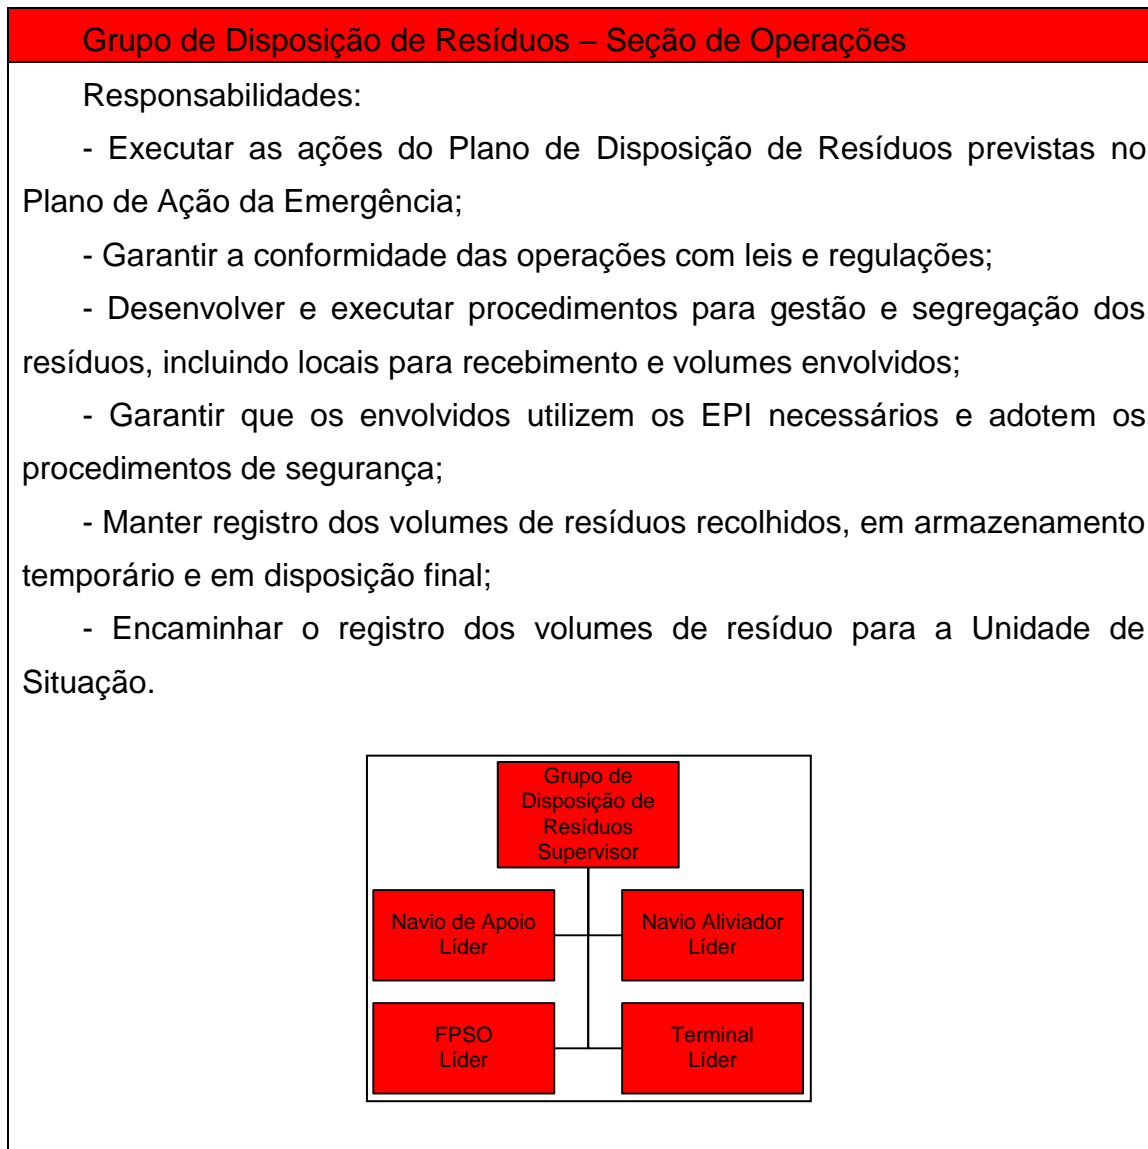 Grupo de Disposição de Resíduos – Seção de Operações
Responsabilidades:
- Executar as ações do Plano de Disposição de Resíduos previstas no
Plano de Ação da Emergência;
- Garantir a conformidade das operações com leis e regulações;
- Desenvolver e executar procedimentos para gestão e segregação dos
resíduos, incluindo locais para recebimento e volumes envolvidos;
- Garantir que os envolvidos utilizem os EPI necessários e adotem os
procedimentos de segurança;
- Manter registro dos volumes de resíduos recolhidos, em armazenamento
temporário e em disposição final;
- Encaminhar o registro dos volumes de resíduo para a Unidade de
Situação.
Grupo de
Disposição de
Resíduos
Supervisor
Navio de Apoio
Líder
Navio Aliviador
Líder
FPSO
Líder
Terminal
Líder